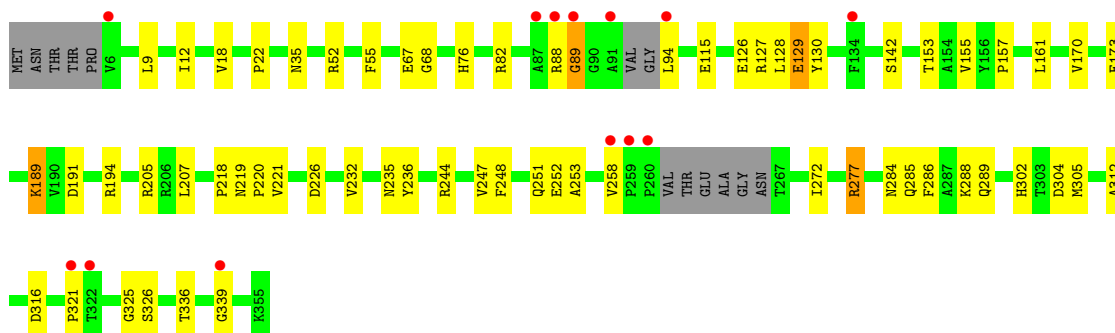 MET ASN THR THR PRO V6 L9 I12 V18 P22 N35 R52 F55 E67 G68 H76 R82 A87 R88 G89 G90 A91 VAL GLY L94 E115 E126 R127 L128 E129 Y130 F134 S142 T153 A154 V155 Y156 P157 L161 V170
K189 V190 D191 R194 R205 R206 L207 P218 N219 P220 V221 D226 V232 N235 Y236 R244 V247 F248 Q251 E252 A253 V258 P259 P260 VAL THR GLU ALA GLY ASN T267 I272 R277 N284 Q285 F286 A287 K288 Q289 H302 T303 D304 M305
D316 P321 T322 G325 S326 T336 G339 K355